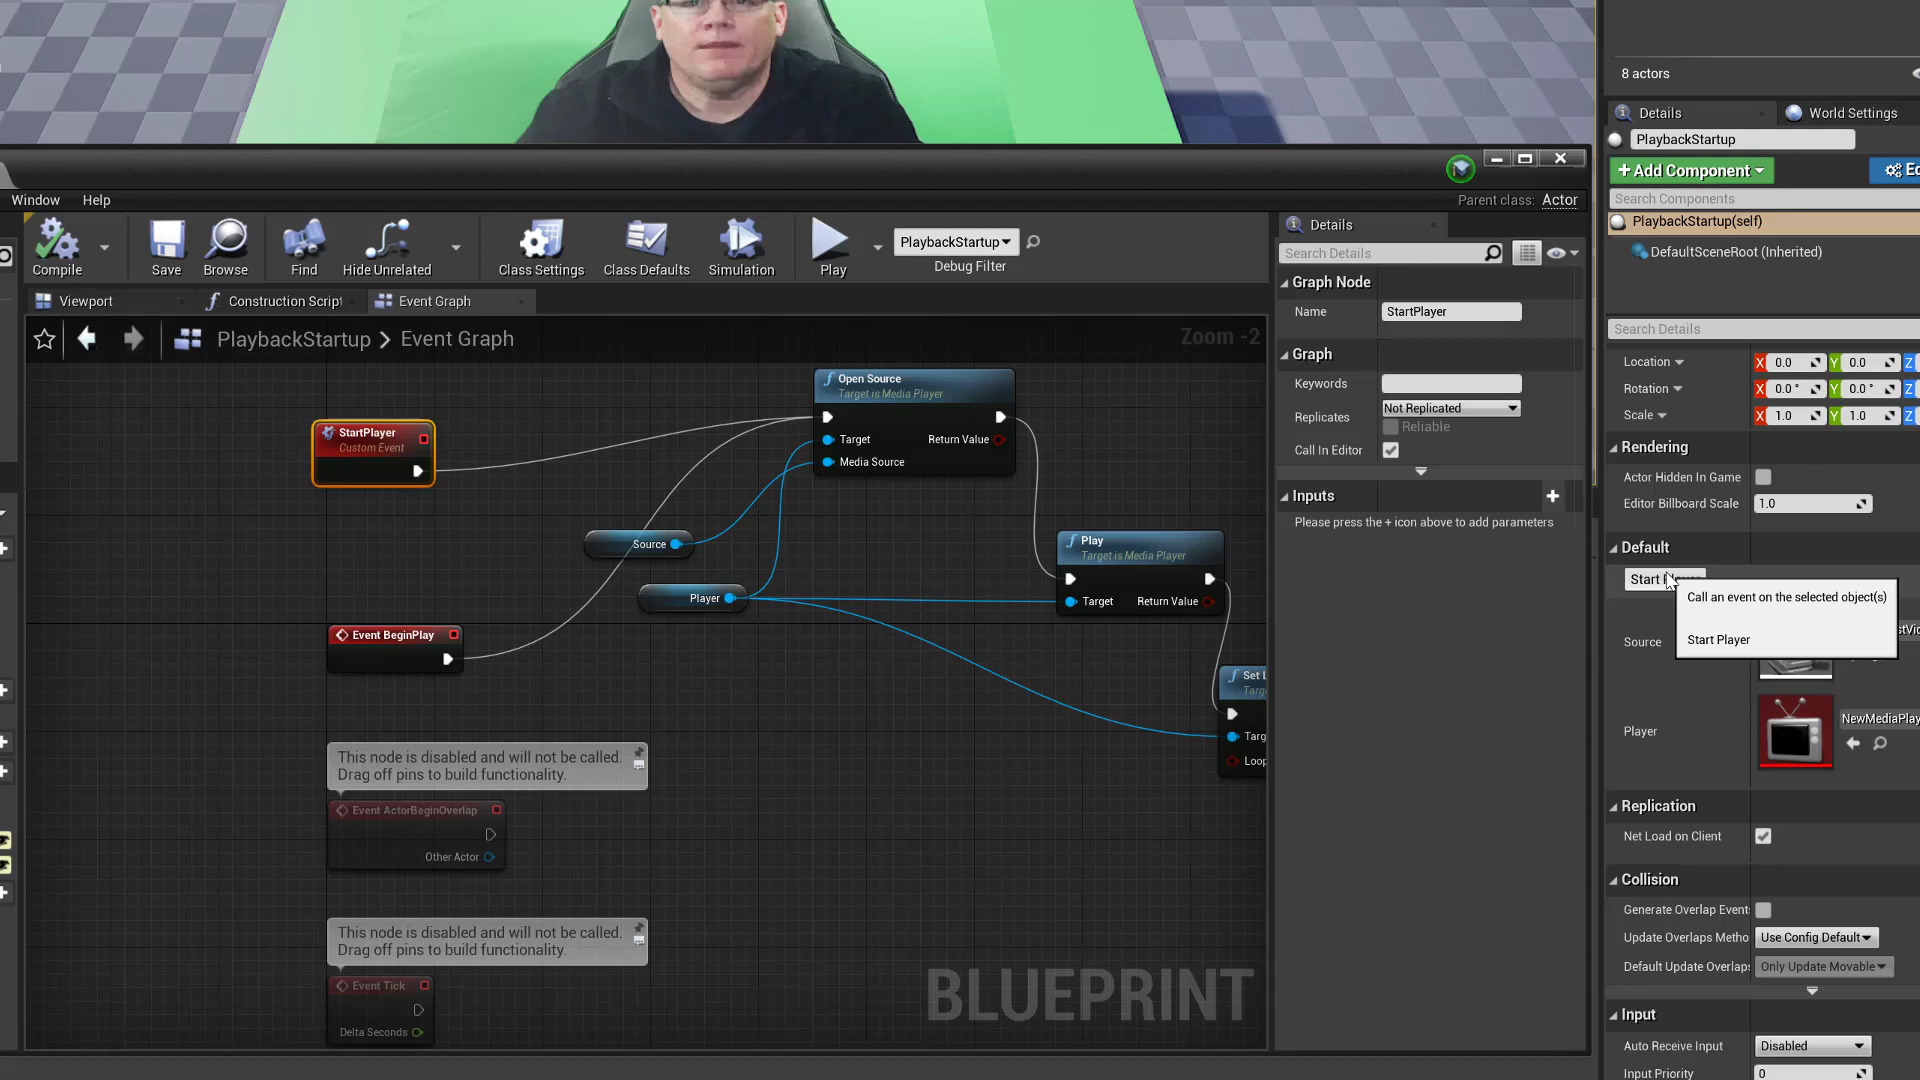 8 actors
Details
World Settings
PlaybackStartup
+ Add Component
Search Components
PlaybackStartup(self)
DefaultSceneRoot (Inherited)
Search Details
Location X 0.0 Y 0.0 Z
Rotation X 0.0 ° Y 0.0 ° Z
Scale X 1.0 Y 1.0 Z
Rendering
Actor Hidden In Game
Editor Billboard Scale 1.0
Default
Start
Call an event on the selected object(s)
Start Player
Source
Player
NewMediaPlay
Replication
Net Load on Client
Collision
Generate Overlap Event
Update Overlaps Metho Use Config Default
Default Update Overlaps Only Update Movable
Input
Auto Receive Input Disabled
Input Priority 0
Window Help
Parent class: Actor
Compile
Save
Browse
Find
Hide Unrelated
Class Settings
Class Defaults
Simulation
Play
PlaybackStartup
Debug Filter
Viewport
Construction Script
Event Graph
PlaybackStartup > Event Graph
Zoom -2
StartPlayer
Custom Event
Open Source
Target is Media Player
Target Return Value
Media Source
Source
Player
Play
Target is Media Player
Target Return Value
Event BeginPlay
Set L
Targ
Targ
Loop
This node is disabled and will not be called.
Drag off pins to build functionality.
Event ActorBeginOverlap
Other Actor
This node is disabled and will not be called.
Drag off pins to build functionality.
Event Tick
Delta Seconds
BLUEPRINT
Details
Search Details
Graph Node
Name StartPlayer
Graph
Keywords
Replicates Not Replicated
Reliable
Call In Editor
Inputs
Please press the + icon above to add parameters